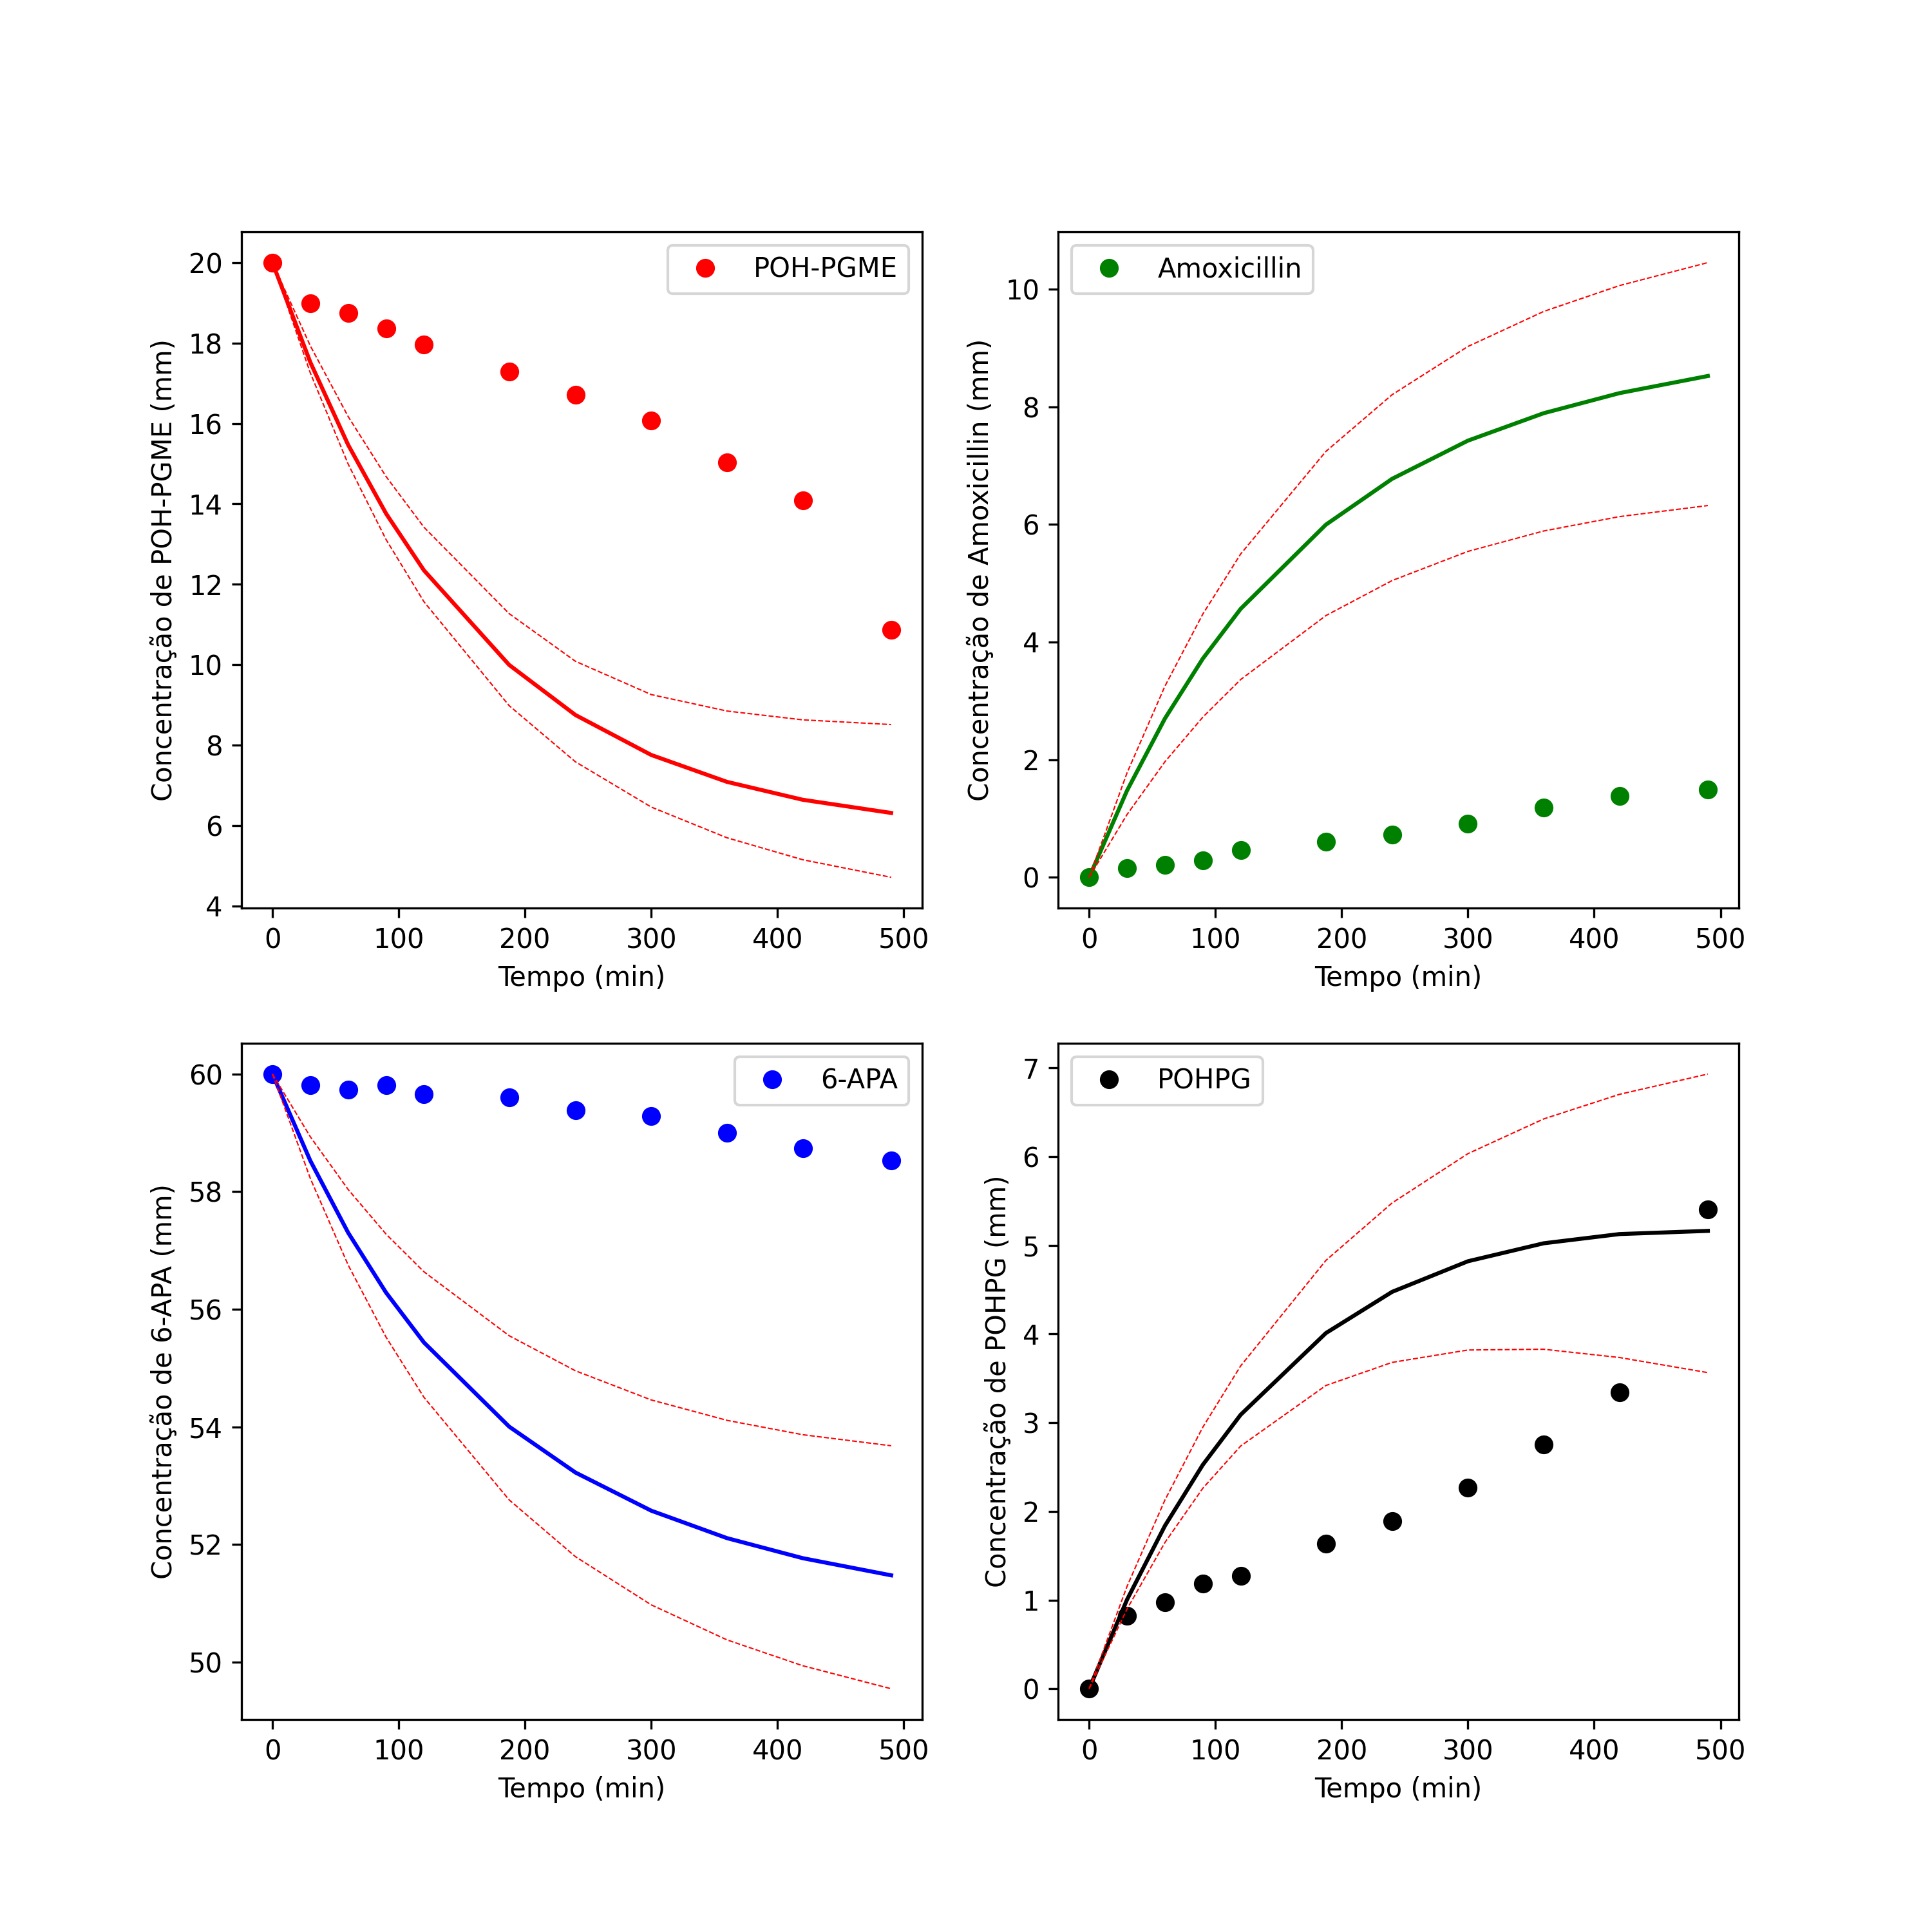 POH-PGME
20
18
16
14
12
10
8
6
4
Concentração de POH-PGME (mm)
0 100 200 300 400 500
Tempo (min)
Amoxicillin
10
8
6
4
2
0
Concentração de Amoxicillin (mm)
0 100 200 300 400 500
Tempo (min)
6-APA
60
58
56
54
52
50
Concentração de 6-APA (mm)
0 100 200 300 400 500
Tempo (min)
POHPG
7
6
5
4
3
2
1
0
Concentração de POHPG (mm)
0 100 200 300 400 500
Tempo (min)